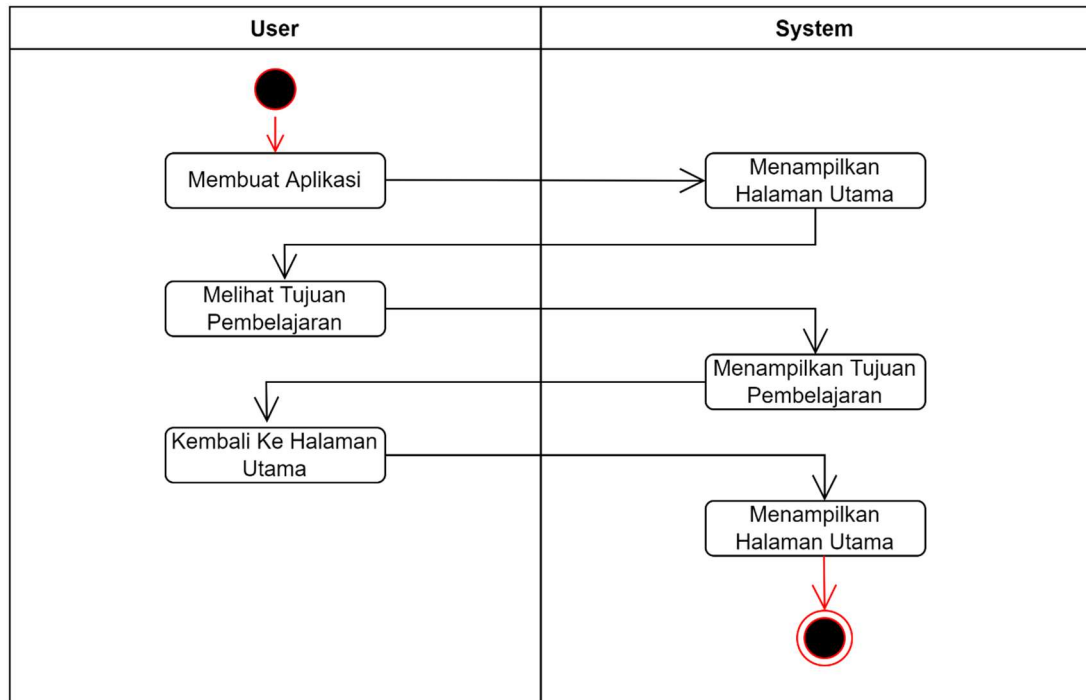 User
System
Membuat Aplikasi
Menampilkan
Halaman Utama
Melihat Tujuan
Pembelajaran
Menampilkan Tujuan
Pembelajaran
Kembali Ke Halaman
Utama
Menampilkan
Halaman Utama